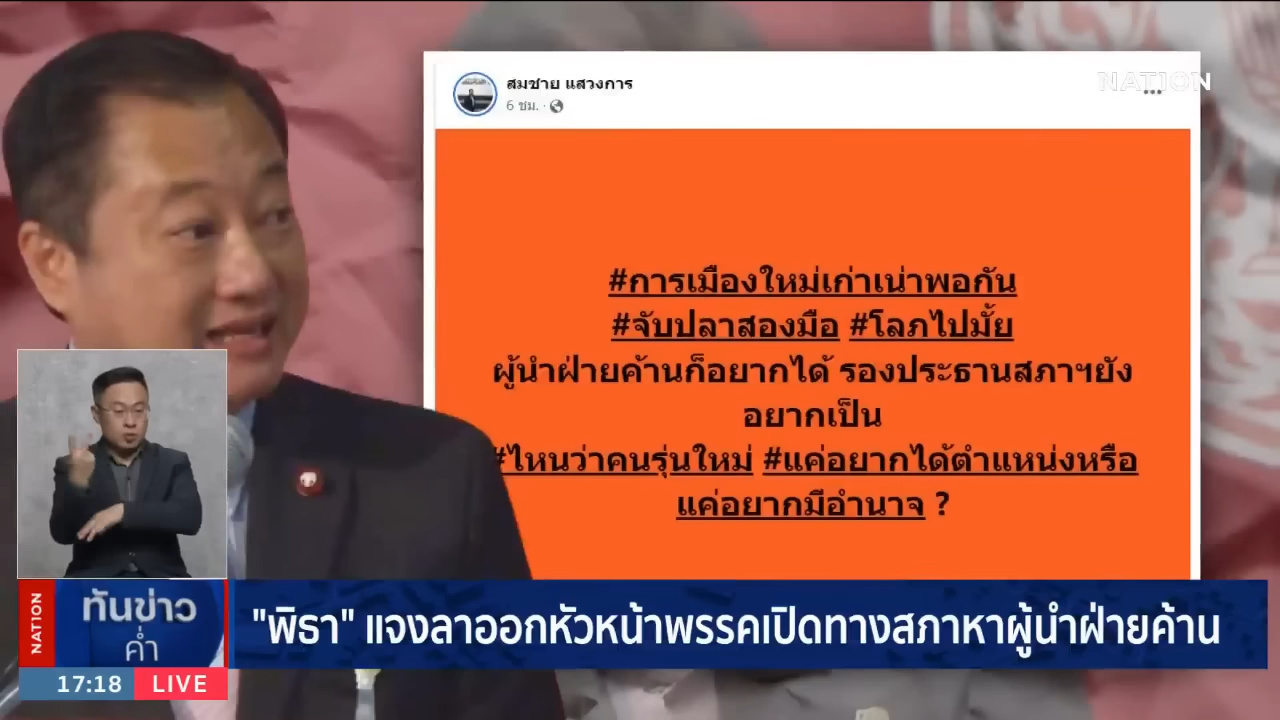 สมชาย แสวงการ
6 ชม.
NATION
#การเมืองใหม่เก่าเน่าพอกัน
#จับปลาสองมือ #โลภไปมั้ย
ผู้นำฝ่ายค้านก็อยากได้ รองประธานสภาฯยัง
อยากเป็น
#ไหนว่าคนรุ่นใหม่ #แค่อยากได้ตำแหน่งหรือ
แค่อยากมีอำนาจ ?
NATION
ทันข่าว
ค่ำ
"พิธา" แจงลาออกหัวหน้าพรรคเปิดทางสภาหาผู้นำฝ่ายค้าน
17:18 LIVE